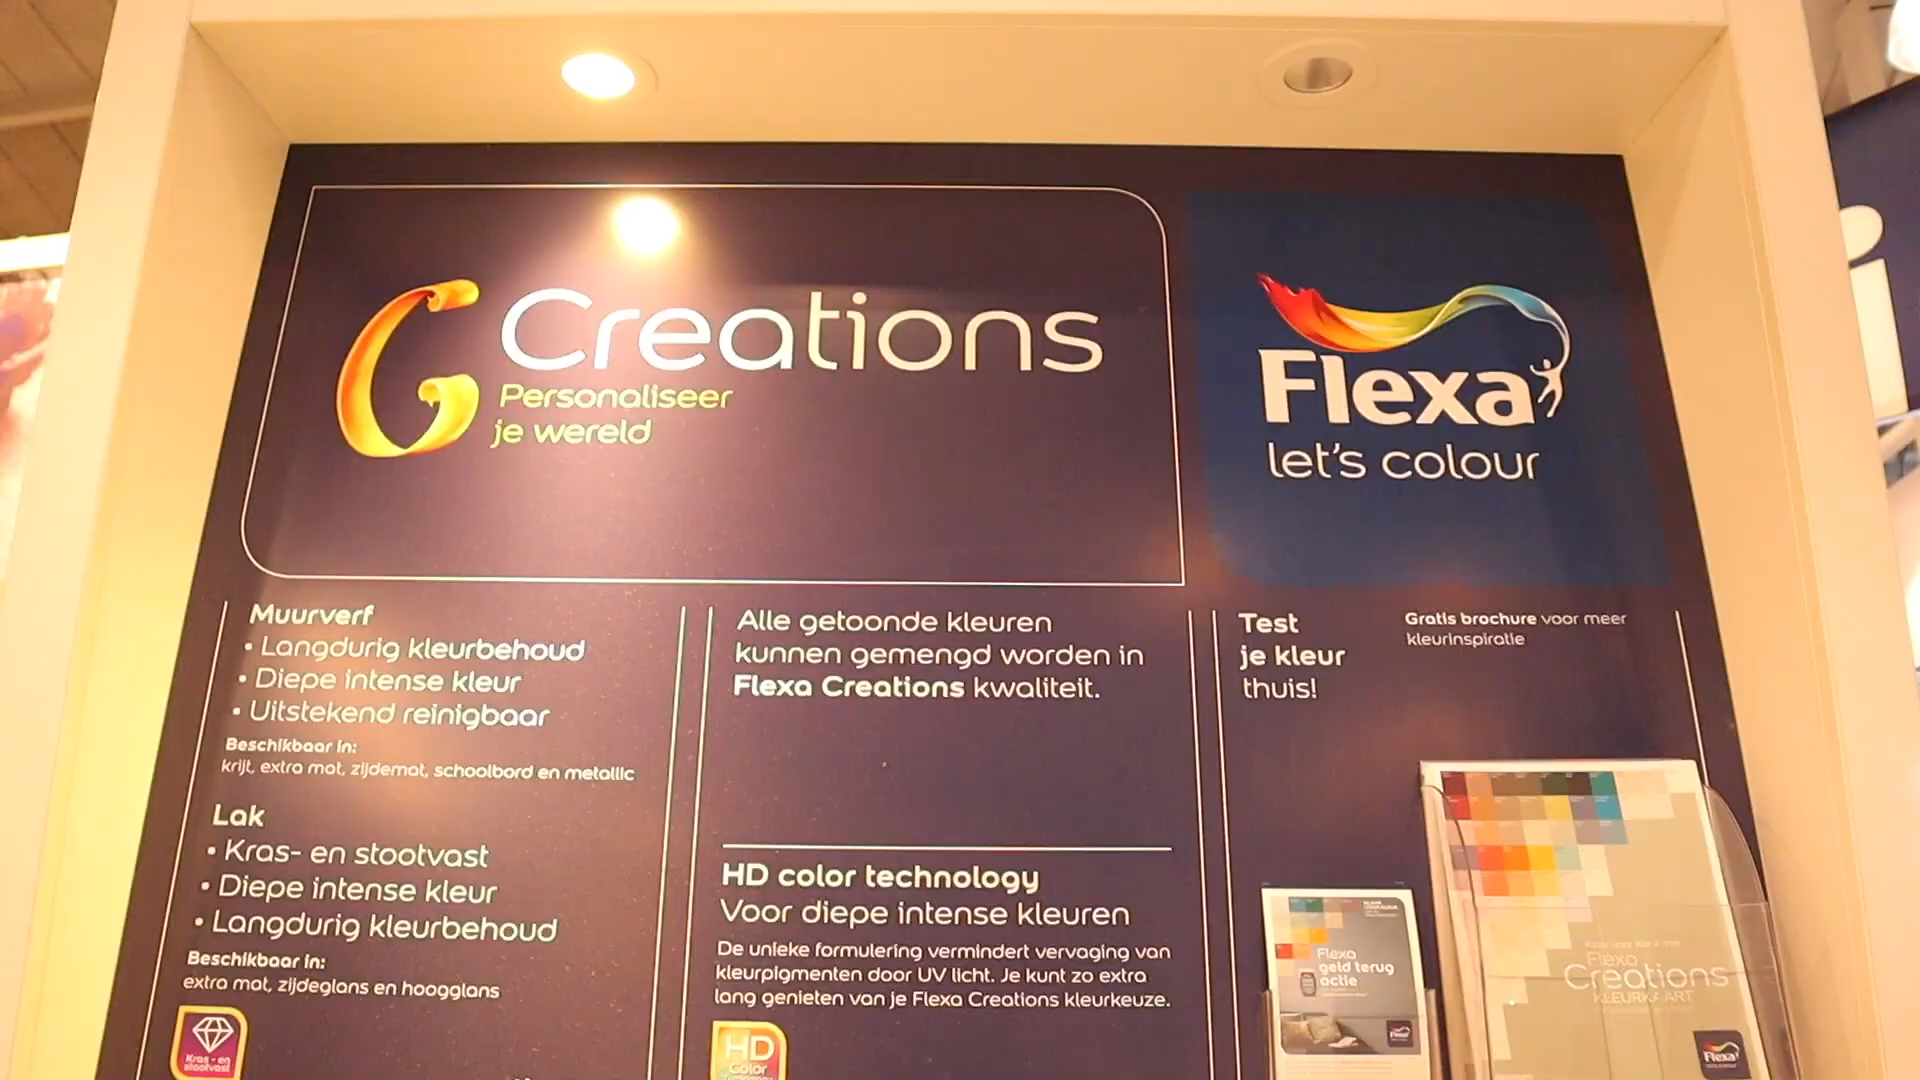 Creations
Personaliseer
je wereld
Flexa
let's colour
Muurverf
• Langdurig kleurbehoud
• Diepe intense kleur
• Uitstekend reinigbaar
Beschikbaar in:
krijt, extra mat, zijdemat, schoolbord en metallic
Lak
• Kras- en stootvast
• Diepe intense kleur
• Langdurig kleurbehoud
Beschikbaar in:
extra mat, zijdeglans en hoogglans
Kras - en
stootvast
Alle getoonde kleuren
kunnen gemengd worden in
Flexa Creations kwaliteit.
HD color technology
Voor diepe intense kleuren
De unieke formulering vermindert vervaging van
kleurpigmenten door UV licht. Je kunt zo extra
lang genieten van je Flexa Creations kleurkeuze.
HD
Color
Test
je kleur
thuis!
Gratis brochure voor meer
kleurinspiratie
Flexa
geld terug
actie
Flexa
Flexa
Creations
KLEURKAART
Flexa
i